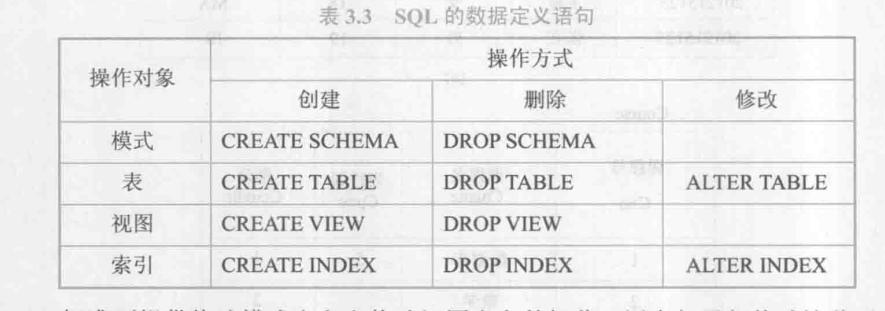 表 3.3 SQL 的数据定义语句
操作对象
操作方式
创建 删除 修改
模式 CREATE SCHEMA DROP SCHEMA
表 CREATE TABLE DROP TABLE ALTER TABLE
视图 CREATE VIEW DROP VIEW
索引 CREATE INDEX DROP INDEX ALTER INDEX